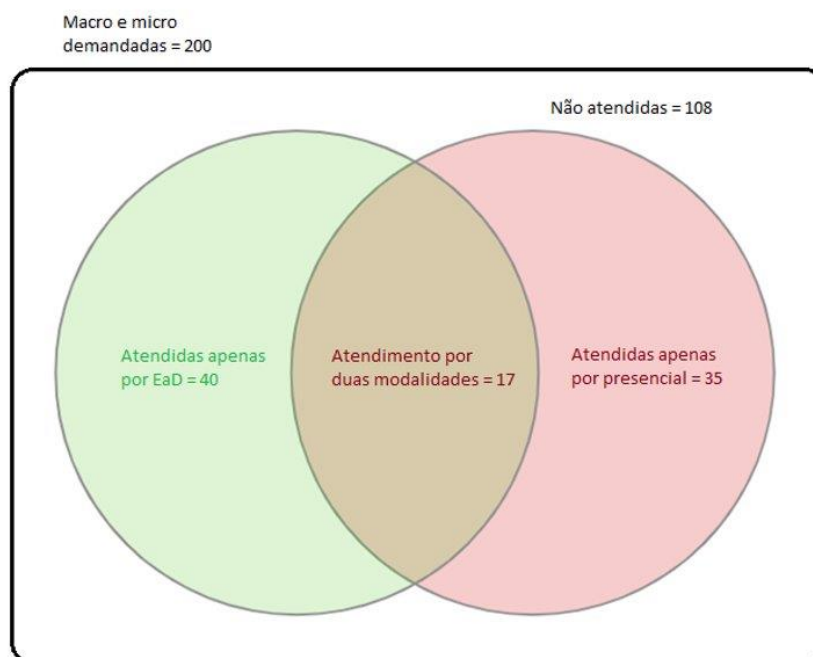 Macro e micro
demandadas = 200
Não atendidas = 108
Atendidas apenas
por EaD = 40
Atendimento por
duas modalidades = 17
Atendidas apenas
por presencial = 35